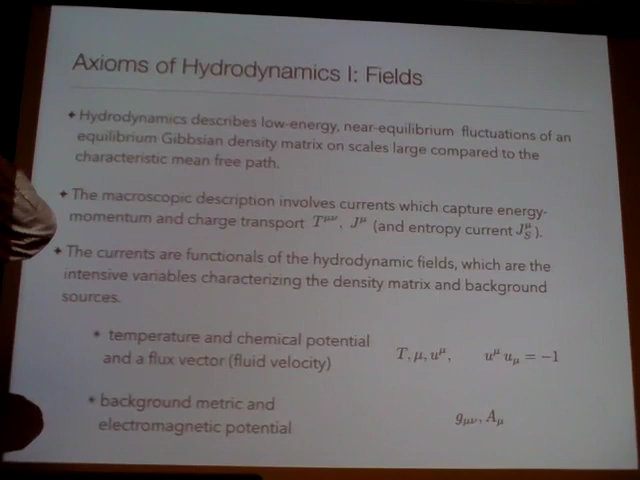 Axioms of Hydrodynamics I: Fields
✦ Hydrodynamics describes low-energy, near-equilibrium fluctuations of an
equilibrium Gibbsian density matrix on scales large compared to the
characteristic mean free path.
✦ The macroscopic description involves currents which capture energy-
momentum and charge transport T^{μν}, J^μ (and entropy current J_S^μ).
✦ The currents are functionals of the hydrodynamic fields, which are the
intensive variables characterizing the density matrix and background
sources.
* temperature and chemical potential
and a flux vector (fluid velocity) T, μ, u^μ, u^μ u_μ = −1
* background metric and
electromagnetic potential g_{μν}, A_μ